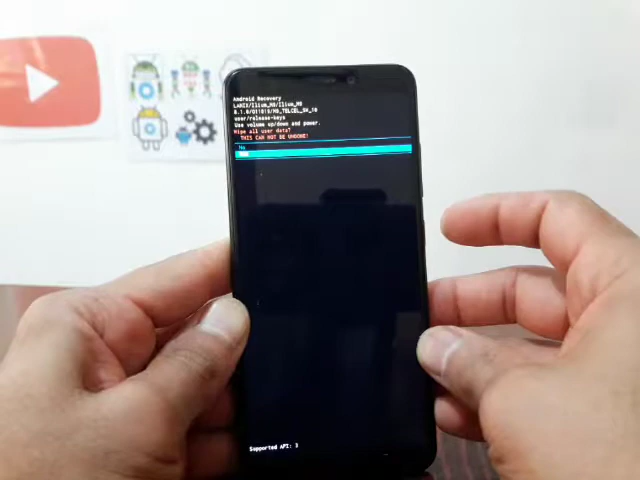 Android Recovery
LANIX/Ilium_M9/Ilium_M9
8.1.0/O11019/M9_TELCEL_SW_10
user/release-keys
Use volume up/down and power.
Wipe all user data?
THIS CAN NOT BE UNDONE!
No
Supported API: 3